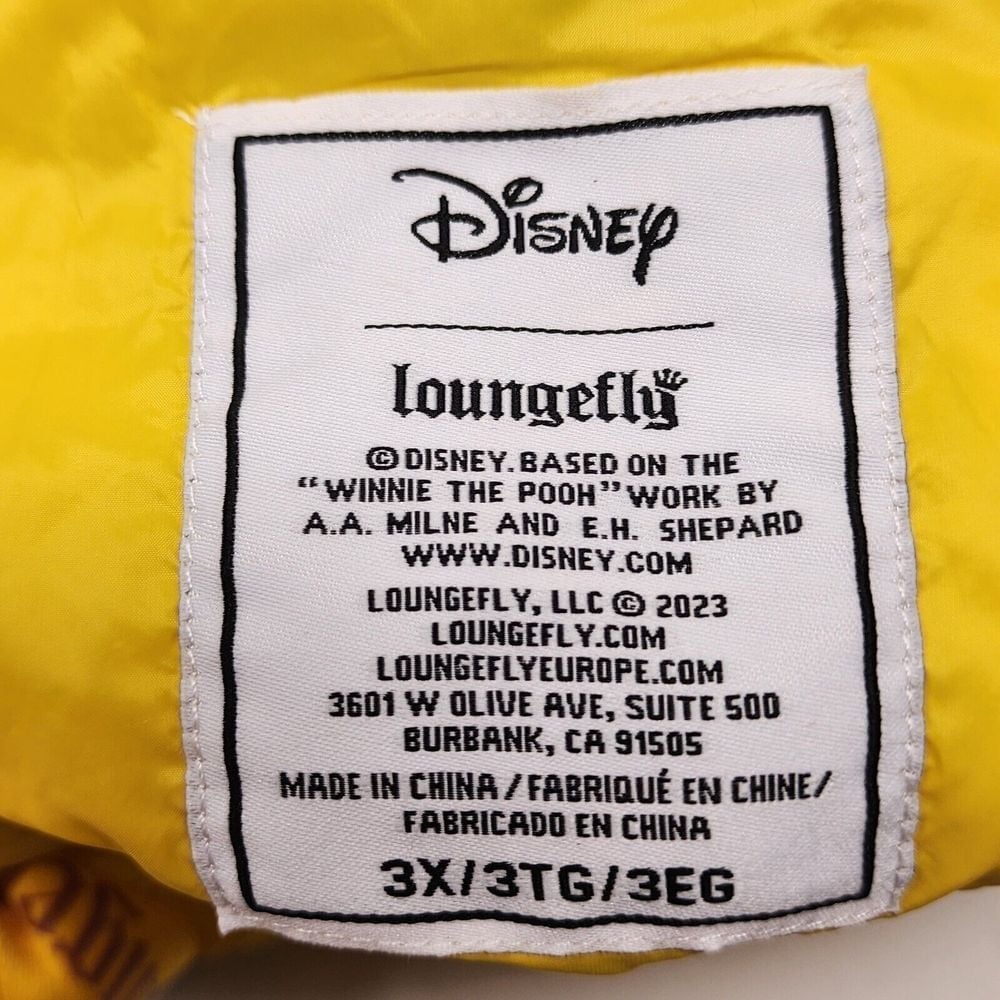 Disney
loungefly
© DISNEY. BASED ON THE
“WINNIE THE POOH” WORK BY
A.A. MILNE AND E.H. SHEPARD
WWW.DISNEY.COM
LOUNGEFLY, LLC © 2023
LOUNGEFLY.COM
LOUNGEFLYEUROPE.COM
3601 W OLIVE AVE, SUITE 500
BURBANK, CA 91505
MADE IN CHINA / FABRIQUÉ EN CHINE/
FABRICADO EN CHINA
3X/3TG/3EG